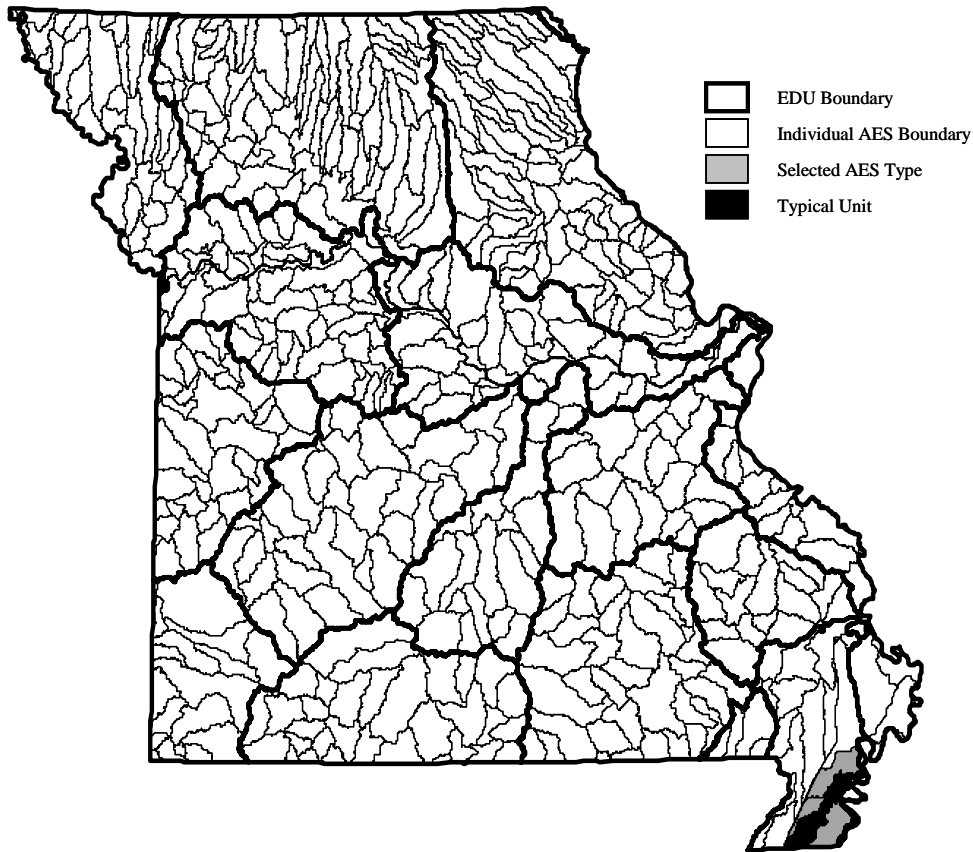 EDU Boundary
Individual AES Boundary
Selected AES Type
Typical Unit